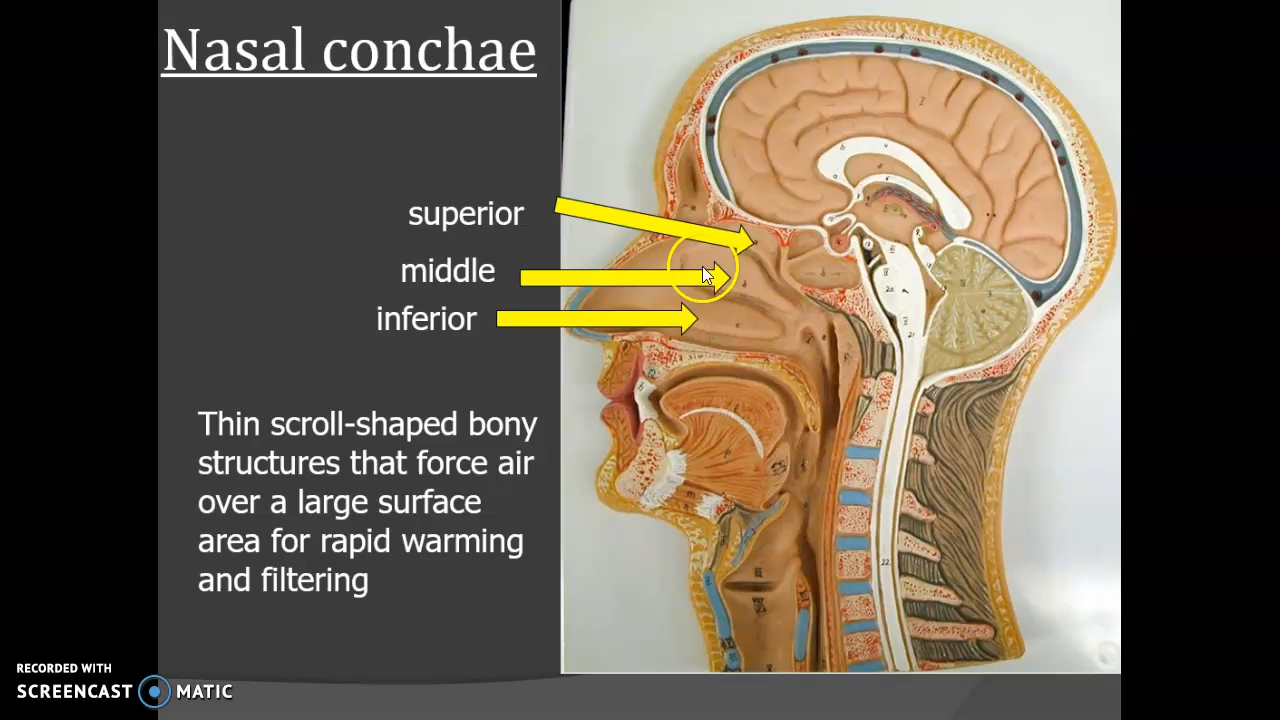 Nasal conchae
superior
middle
inferior
Thin scroll-shaped bony
structures that force air
over a large surface
area for rapid warming
and filtering
RECORDED WITH
SCREENCAST MATIC